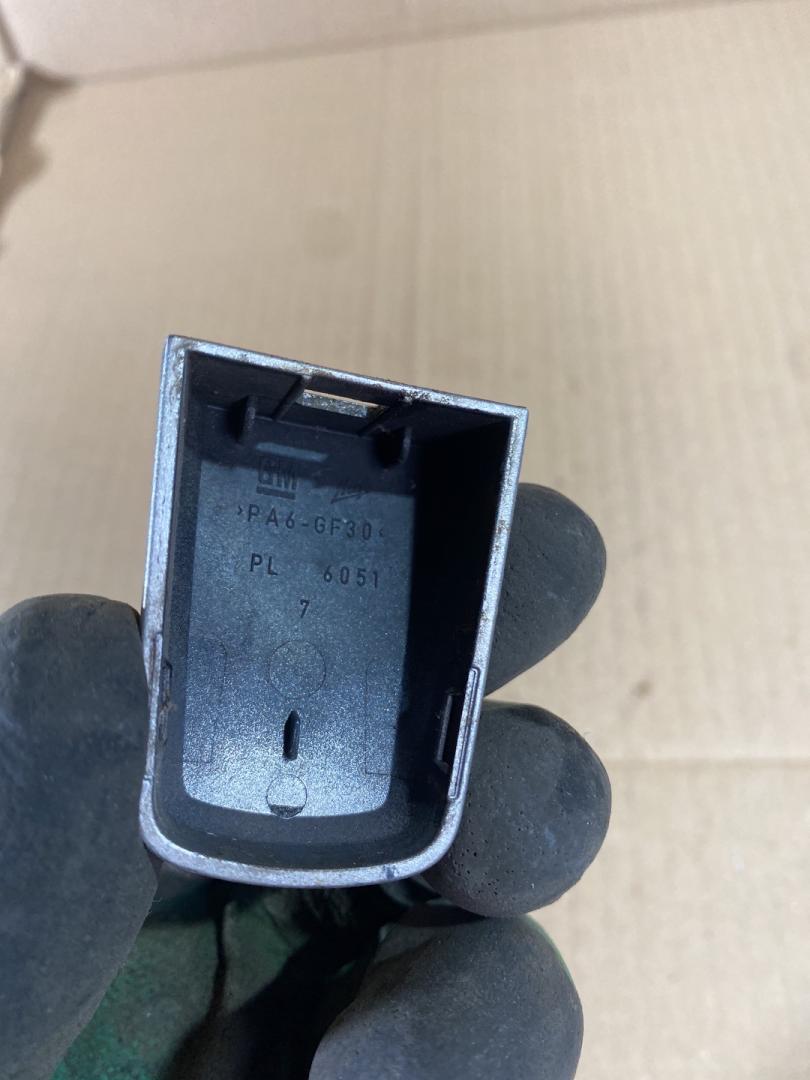 GM
>PA6-GF30<
PL 6051
7